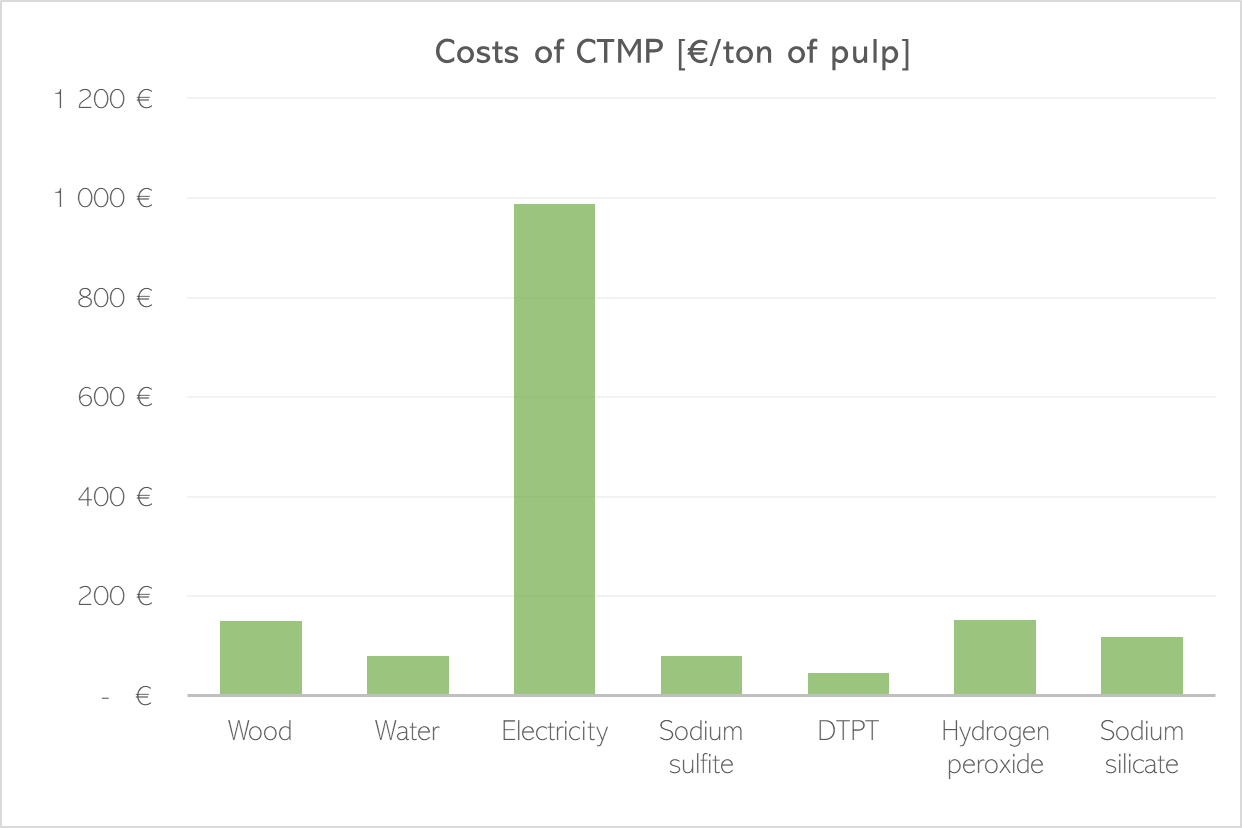 Costs of CTMP [€/ton of pulp]
1 200 €
1 000 €
800 €
600 €
400 €
200 €
- €
Wood
Water
Electricity
Sodium
sulfite
DTPT
Hydrogen
peroxide
Sodium
silicate